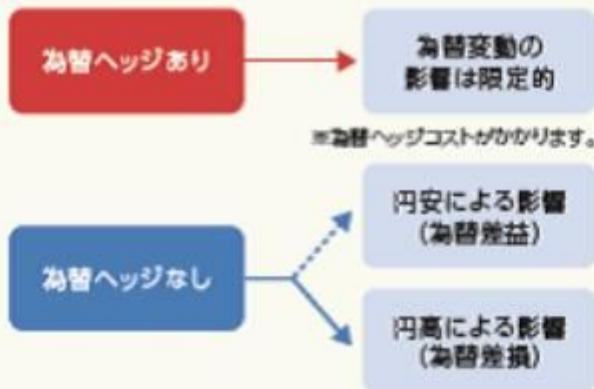 為替ヘッジあり
為替変動の
影響は限定的
※為替ヘッジコストがかかります。
為替ヘッジなし
円安による影響
(為替差益)
円高による影響
(為替差損)